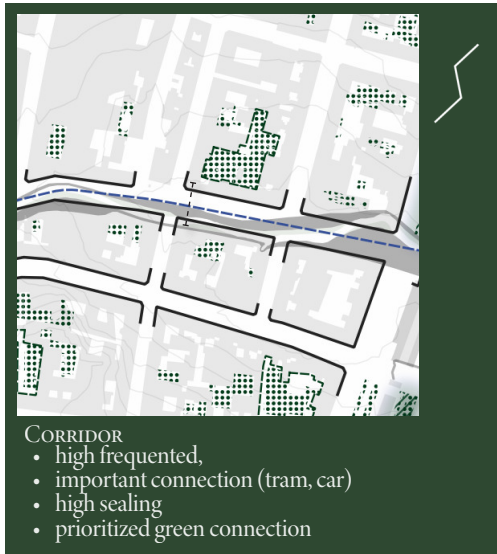 CORRIDOR
• high frequented,
• important connection (tram, car)
• high sealing
• prioritized green connection